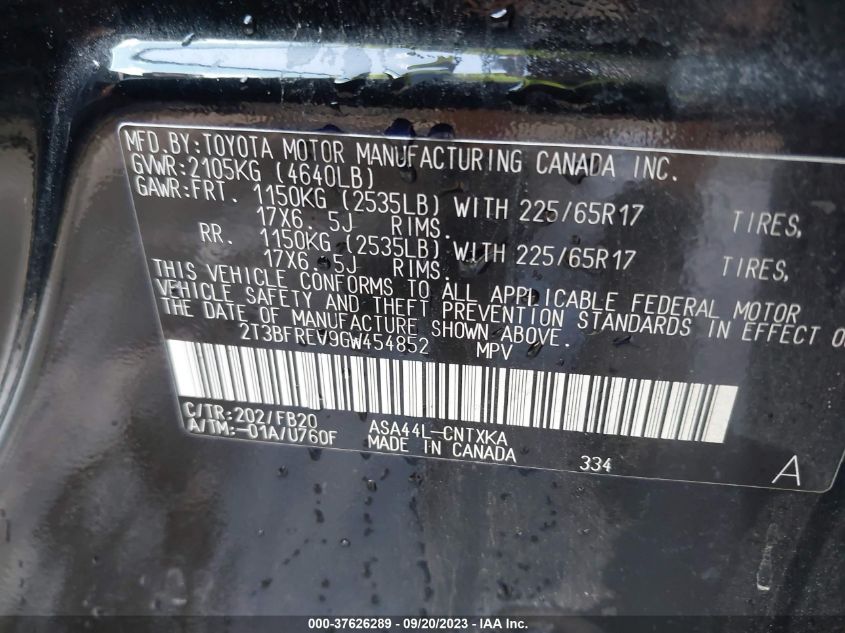 MFD.BY:TOYOTA MOTOR MANUFACTURING CANADA INC.
GVWR:2105KG (4640LB)
GAWR:FRT. 1150KG (2535LB) WITH 225/65R17 TIRES,
17X6.5J RIMS.
RR. 1150KG (2535LB) WITH 225/65R17 TIRES,
17X6.5J RIMS.
THIS VEHICLE CONFORMS TO ALL APPLICABLE FEDERAL MOTOR
VEHICLE SAFETY AND THEFT PREVENTION STANDARDS IN EFFECT O
THE DATE OF MANUFACTURE SHOWN ABOVE.
2T3BFREV9GW454852 MPV
C/TR:202/FB20 ASA44L-CNTXKA
A/TM:-01A/U760F MADE IN CANADA 334 A
000-37626289 - 09/20/2023 - IAA Inc.